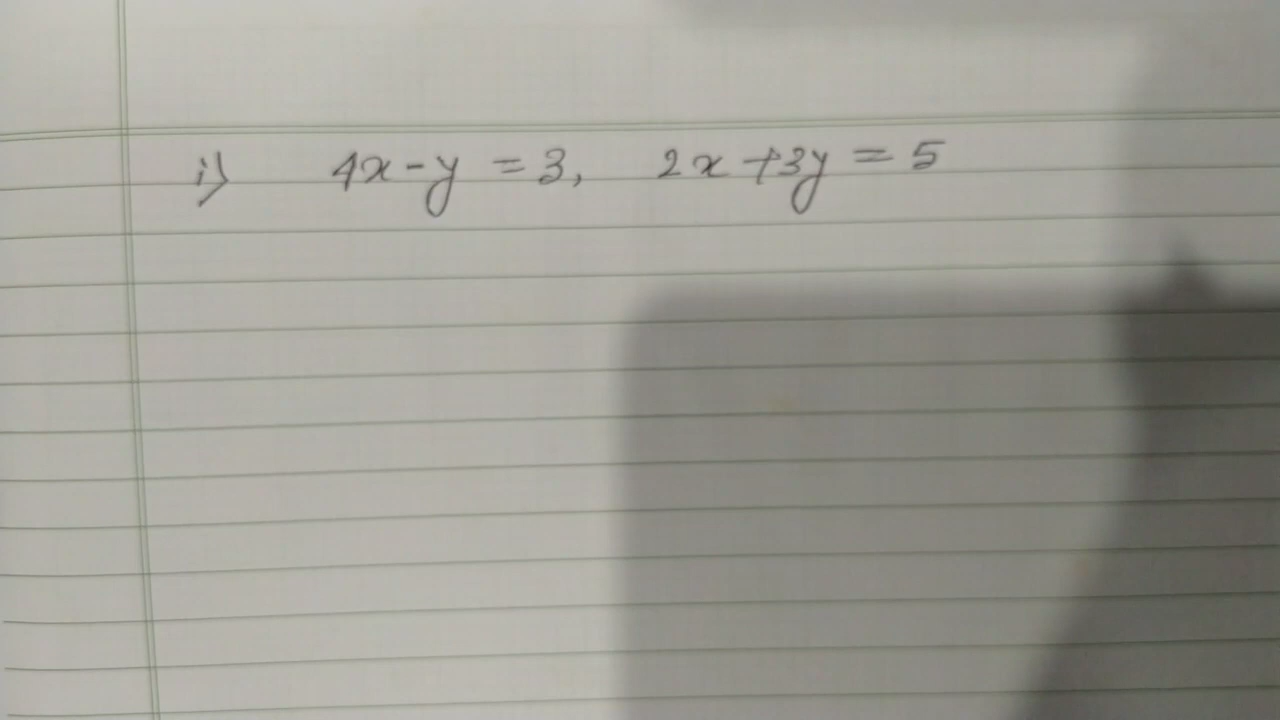 i) 4x - y = 3, 2x + 3y = 5